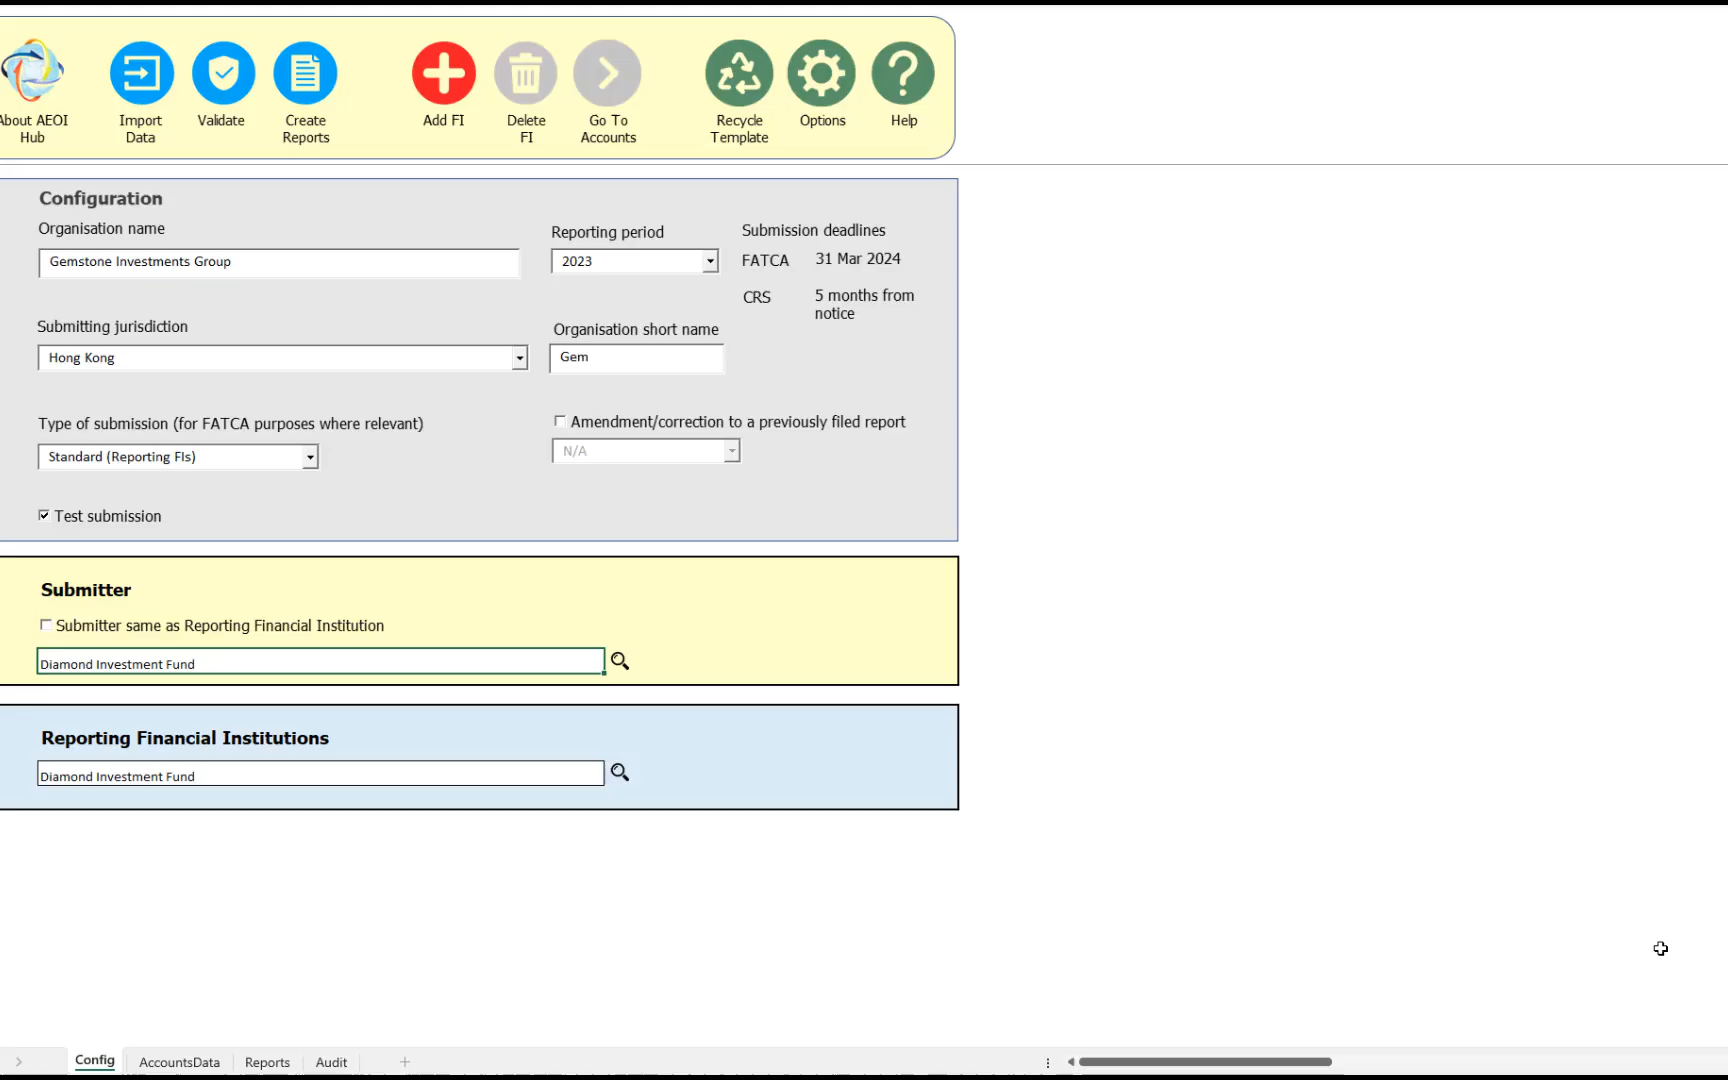 About AEOI
Hub
Import
Data
Validate
Create
Reports
Add FI
Delete
FI
Go To
Accounts
Recycle
Template
Options
Help
Configuration
Organisation name
Gemstone Investments Group
Reporting period
2023
Submission deadlines
FATCA 31 Mar 2024
CRS 5 months from
notice
Submitting jurisdiction
Hong Kong
Organisation short name
Gem
Type of submission (for FATCA purposes where relevant)
Standard (Reporting FIs)
Amendment/correction to a previously filed report
N/A
Test submission
Submitter
Submitter same as Reporting Financial Institution
Diamond Investment Fund
Reporting Financial Institutions
Diamond Investment Fund
Config AccountsData Reports Audit